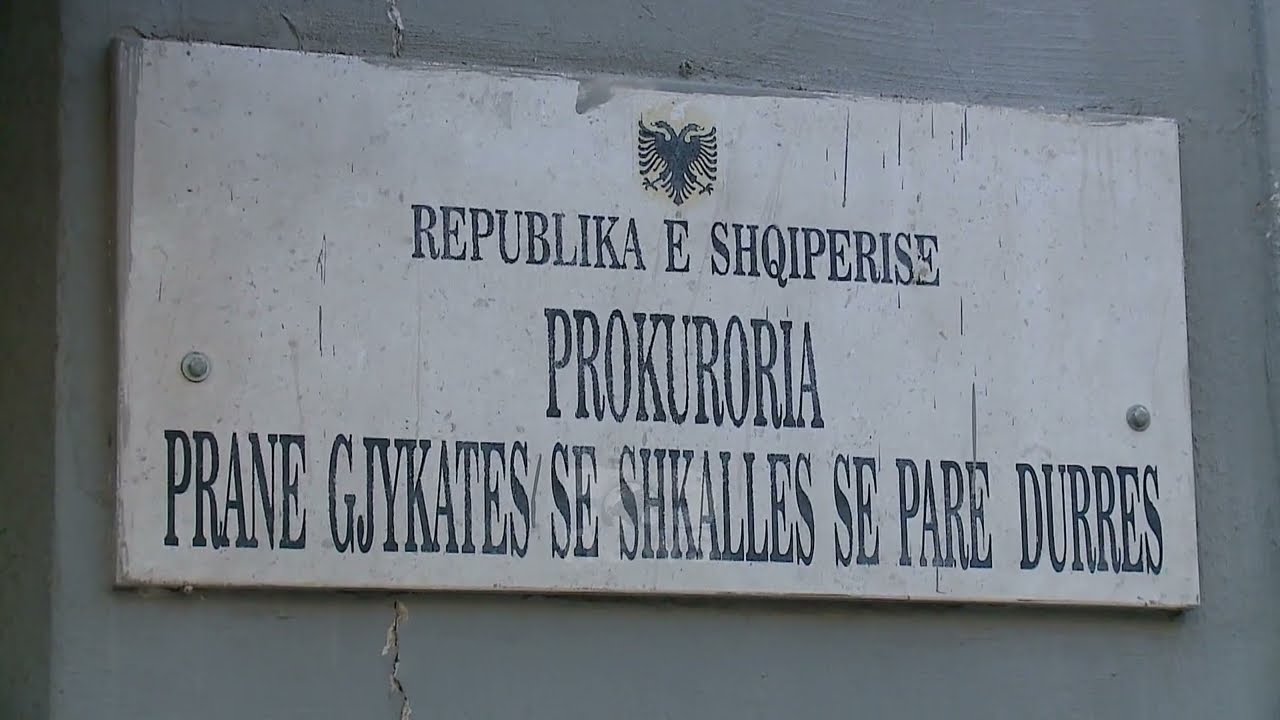 REPUBLIKA E SHQIPERISE
PROKURORIA
PRANE GJYKATES SE SHKALLES SE PARE DURRES